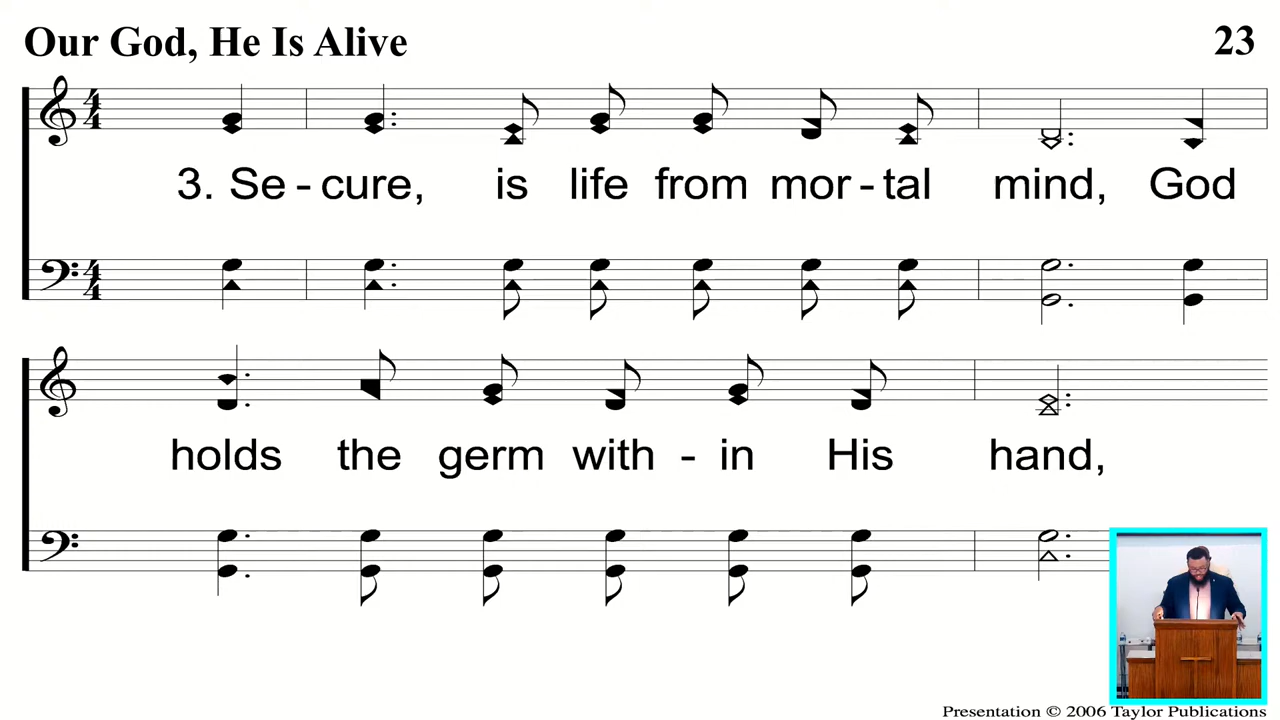 Our God, He Is Alive 23
3. Se - cure, is life from mor - tal mind, God
holds the germ with - in His hand,
Presentation © 2006 Taylor Publications